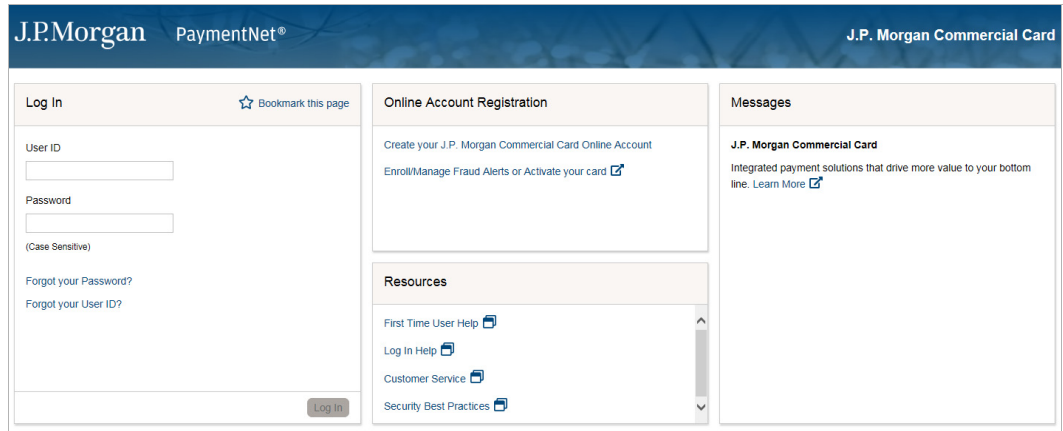 J.P.Morgan PaymentNet®
J.P. Morgan Commercial Card
Log In
Bookmark this page
User ID
Password
(Case Sensitive)
Forgot your Password?
Forgot your User ID?
Log In
Online Account Registration
Create your J.P. Morgan Commercial Card Online Account
Enroll/Manage Fraud Alerts or Activate your card
Resources
First Time User Help
Log In Help
Customer Service
Security Best Practices
Messages
J.P. Morgan Commercial Card
Integrated payment solutions that drive more value to your bottom
line. Learn More